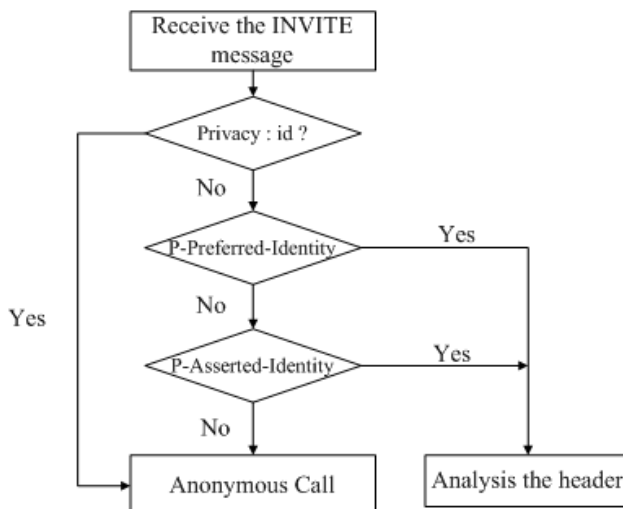 Receive the INVITE
message
Privacy : id ?
No
P-Preferred-Identity
Yes
No
Yes
P-Asserted-Identity
Yes
No
Anonymous Call
Analysis the header